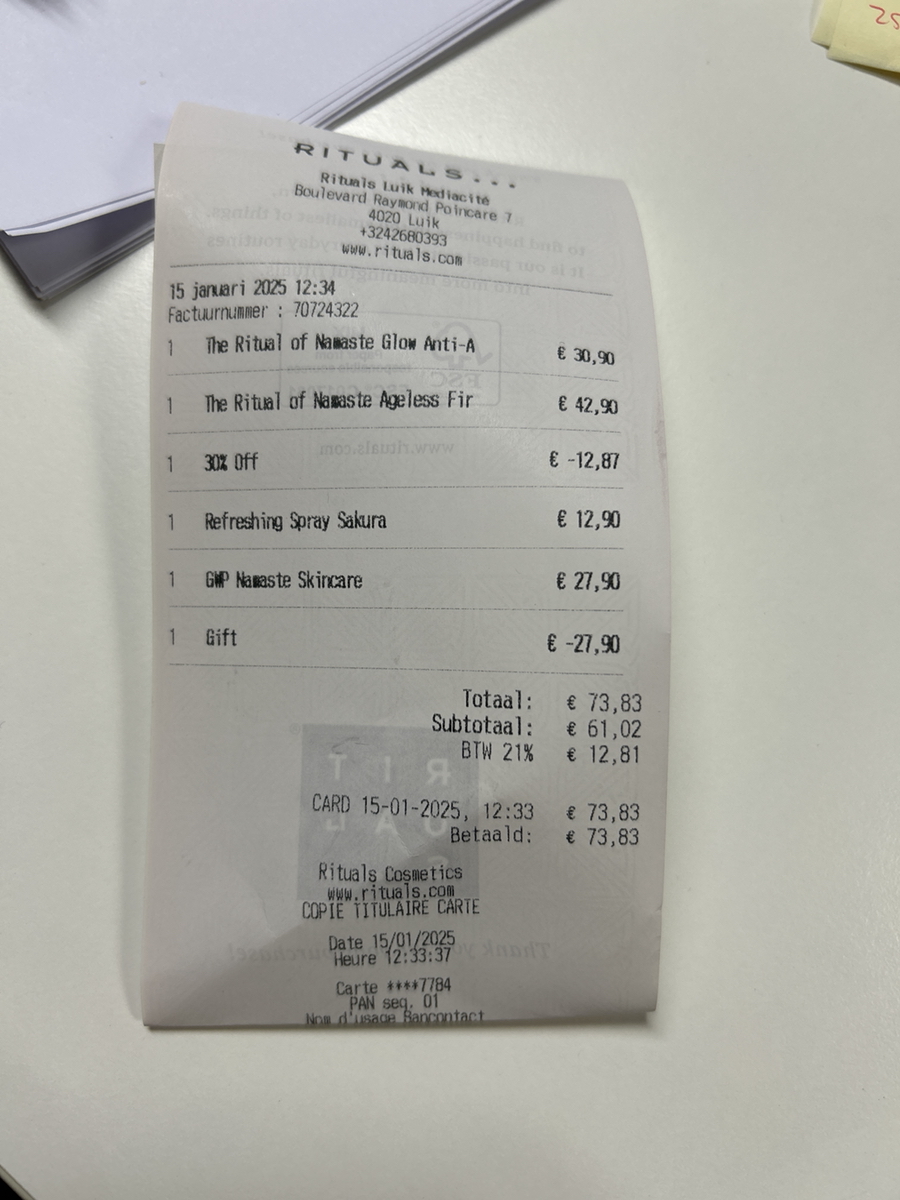 RITUALS...
Rituals Luik Mediacité
Boulevard Raymond Poincare 7
4020 Luik
+3242680393
www.rituals.com
15 januari 2025 12:34
Factuurnummer : 70724322
1 The Ritual of Namaste Glow Anti-A € 30,90
1 The Ritual of Namaste Ageless Fir € 42,90
1 30% Off € -12,87
1 Refreshing Spray Sakura € 12,90
1 GWP Namaste Skincare € 27,90
1 Gift € -27,90
Totaal: € 73,83
Subtotaal: € 61,02
BTW 21% € 12,81
CARD 15-01-2025, 12:33 € 73,83
Betaald: € 73,83
Rituals Cosmetics
www.rituals.com
COPIE TITULAIRE CARTE
Date 15/01/2025
Heure 12:33:37
Carte ****7784
PAN seq. 01
Nom d'usage Bancontact